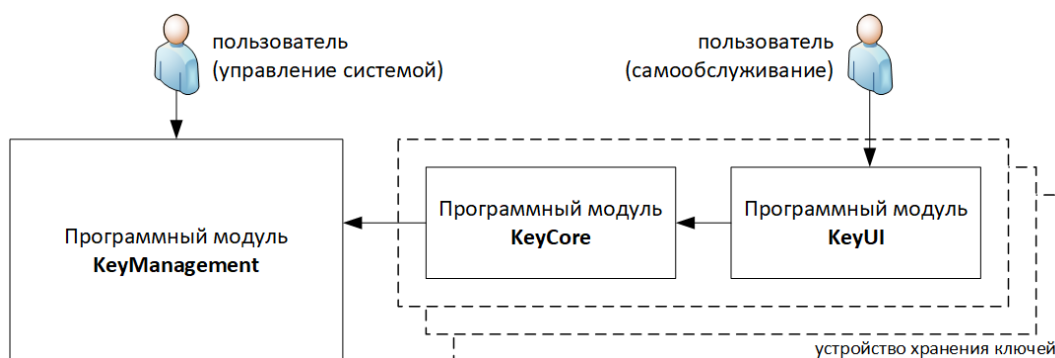 пользователь
(управление системой)
пользователь
(самообслуживание)
Программный модуль
KeyManagement
Программный модуль
KeyCore
Программный модуль
KeyUI
устройство хранения ключей